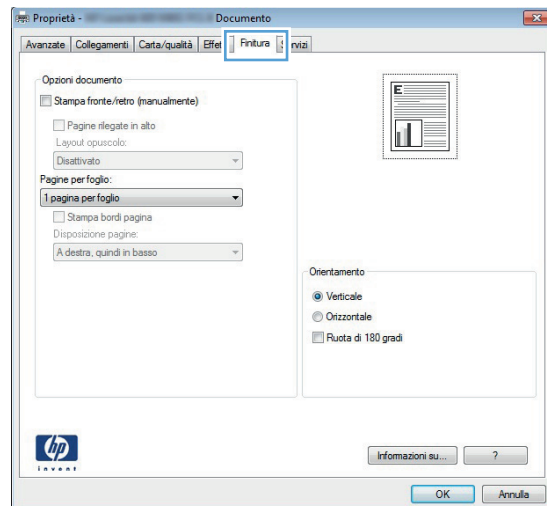 Proprietà - Documento
Avanzate Collegamenti Carta/qualità Effet Finitura rvizi
Opzioni documento
Stampa fronte/retro (manualmente)
Pagine rilegate in alto
Layout opuscolo:
Disattivato
Pagine per foglio:
1 pagina per foglio
Stampa bordi pagina
Disposizione pagine:
A destra, quindi in basso
E
Orientamento
Verticale
Orizzontale
Ruota di 180 gradi
hp
invent
Informazioni su...
?
OK
Annulla